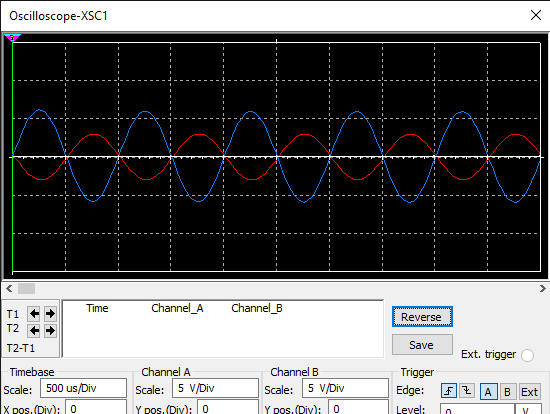 Oscilloscope-XSC1
Time Channel_A Channel_B
T1
T2
T2-T1
Reverse
Save
Ext. trigger
Timebase Channel A Channel B Trigger
Scale: 500 us/Div Scale: 5 V/Div Scale: 5 V/Div Edge: A B Ext
X pos.(Div): 0 Y pos.(Div): 0 Y pos.(Div): 0 Level: 0 V